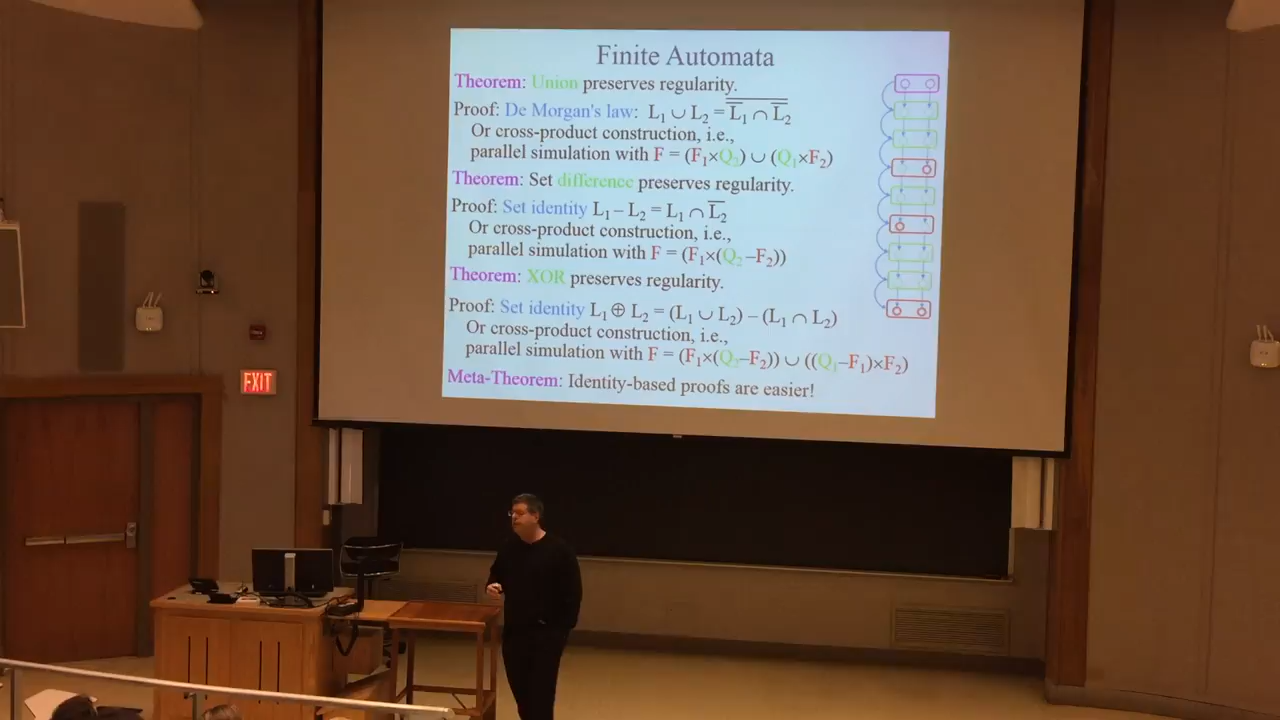 Finite Automata
Theorem: Union preserves regularity.
Proof: De Morgan's law: L₁ ∪ L₂ = \overline{\overline{L₁} ∩ \overline{L₂}}
Or cross-product construction, i.e.,
parallel simulation with F = (F₁×Q₂) ∪ (Q₁×F₂)
Theorem: Set difference preserves regularity.
Proof: Set identity L₁ – L₂ = L₁ ∩ \overline{L₂}
Or cross-product construction, i.e.,
parallel simulation with F = (F₁×(Q₂–F₂))
Theorem: XOR preserves regularity.
Proof: Set identity L₁ ⊕ L₂ = (L₁ ∪ L₂) – (L₁ ∩ L₂)
Or cross-product construction, i.e.,
parallel simulation with F = (F₁×(Q₂–F₂)) ∪ ((Q₁–F₁)×F₂)
Meta-Theorem: Identity-based proofs are easier!
EXIT